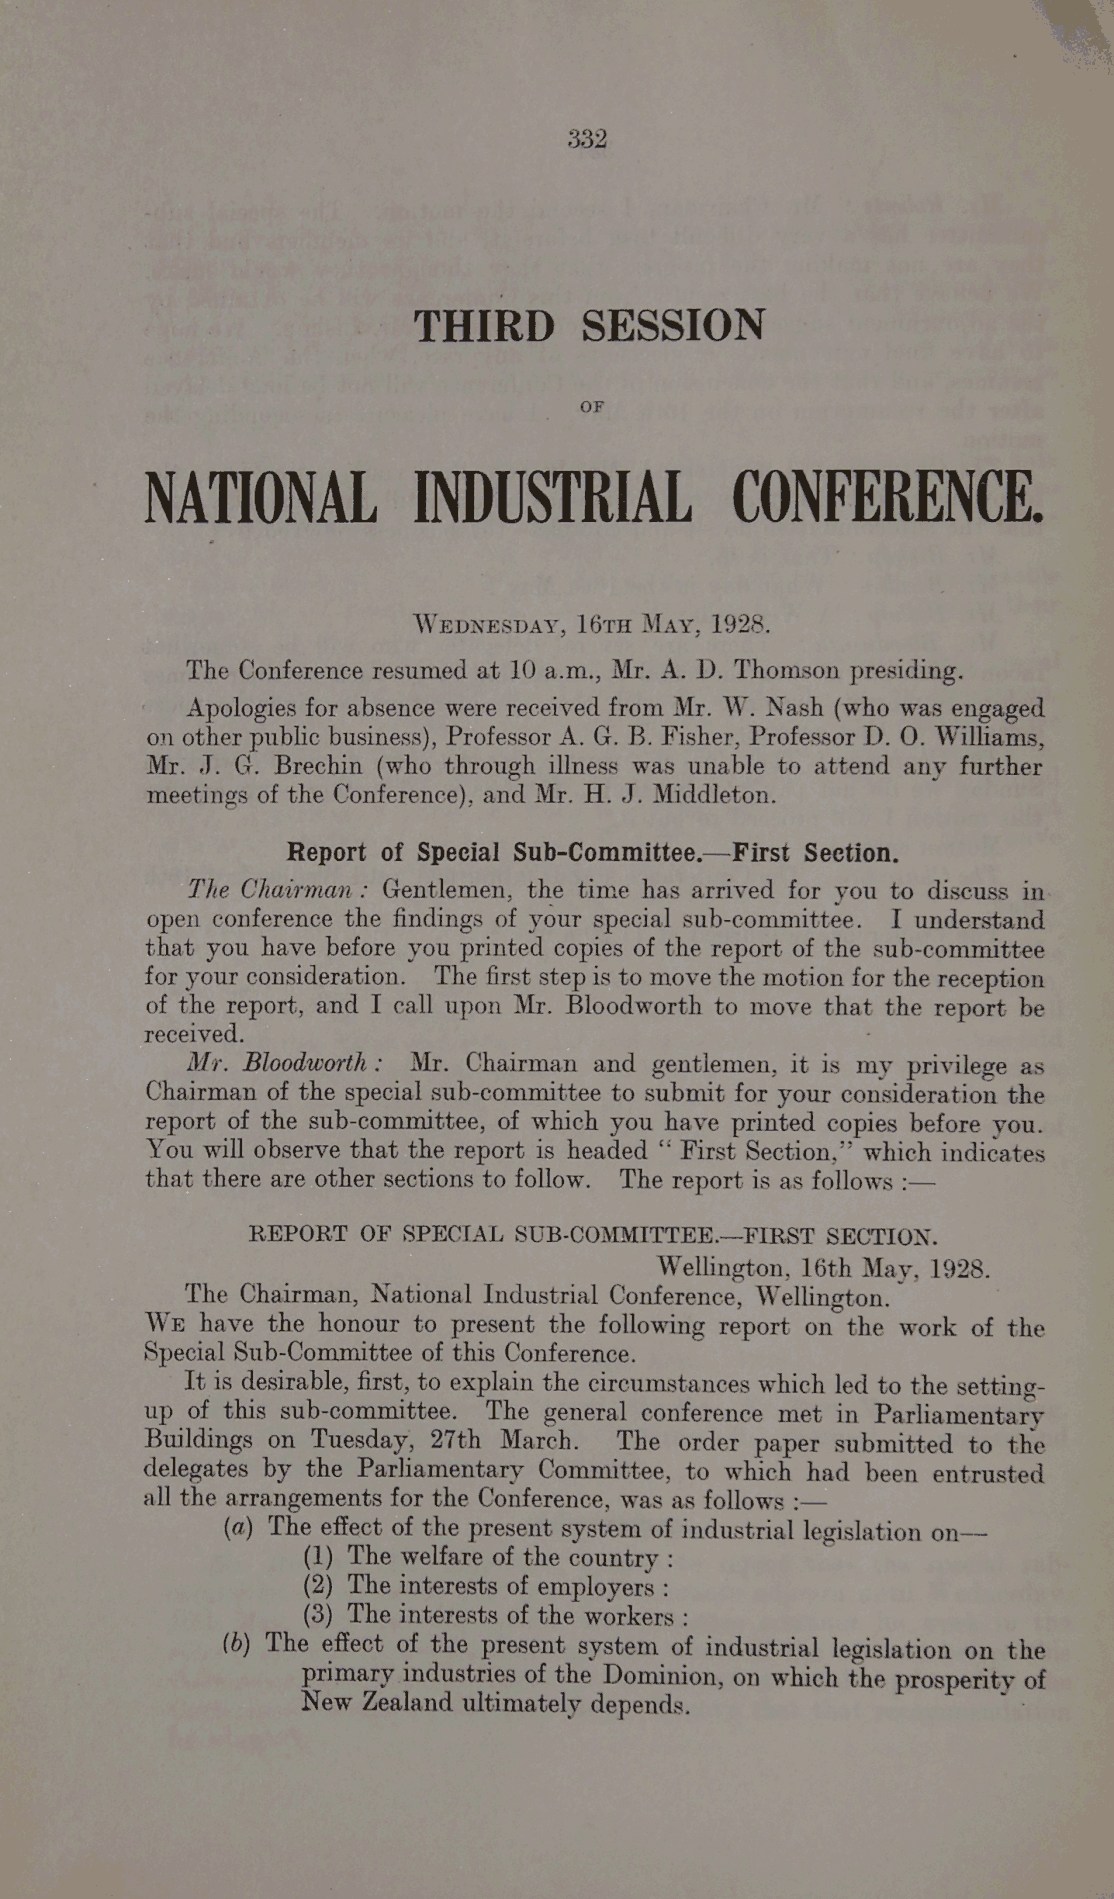 332
THIRD SESSION
OF
NATIONAL INDUSTRIAL CONFERENCE.
WEDNESDAY, 16TH MAY, 1928.
The Conference resumed at 10 a.m., Mr. A. D. Thomson presiding.
Apologies for absence were received from Mr. W. Nash (who was engaged
on other public business), Professor A. G. B. Fisher, Professor D. O. Williams,
Mr. J. G. Brechin (who through illness was unable to attend any further
meetings of the Conference), and Mr. H. J. Middleton.
Report of Special Sub-Committee.—First Section.
The Chairman : Gentlemen, the time has arrived for you to discuss in
open conference the findings of your special sub-committee. I understand
that you have before you printed copies of the report of the sub-committee
for your consideration. The first step is to move the motion for the reception
of the report, and I call upon Mr. Bloodworth to move that the report be
received.
Mr. Bloodworth : Mr. Chairman and gentlemen, it is my privilege as
Chairman of the special sub-committee to submit for your consideration the
report of the sub-committee, of which you have printed copies before you.
You will observe that the report is headed “ First Section,” which indicates
that there are other sections to follow. The report is as follows :—
REPORT OF SPECIAL SUB-COMMITTEE.—FIRST SECTION.
Wellington, 16th May, 1928.
The Chairman, National Industrial Conference, Wellington.
WE have the honour to present the following report on the work of the
Special Sub-Committee of this Conference.
It is desirable, first, to explain the circumstances which led to the setting-
up of this sub-committee. The general conference met in Parliamentary
Buildings on Tuesday, 27th March. The order paper submitted to the
delegates by the Parliamentary Committee, to which had been entrusted
all the arrangements for the Conference, was as follows :—
(a) The effect of the present system of industrial legislation on—
(1) The welfare of the country :
(2) The interests of employers :
(3) The interests of the workers :
(b) The effect of the present system of industrial legislation on the
primary industries of the Dominion, on which the prosperity of
New Zealand ultimately depends.